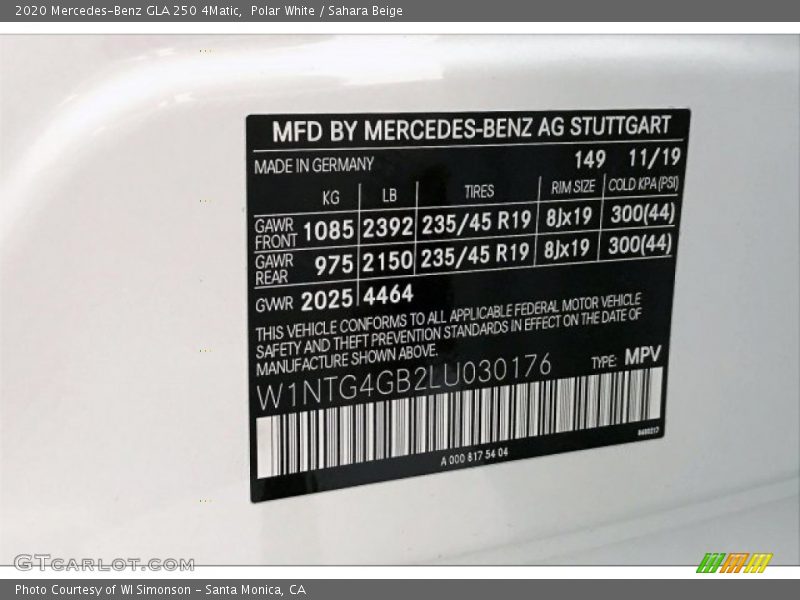 2020 Mercedes-Benz GLA 250 4Matic, Polar White / Sahara Beige
MFD BY MERCEDES-BENZ AG STUTTGART
MADE IN GERMANY 149 11/19
KG LB TIRES RIM SIZE COLD KPA (PSI)
GAWR FRONT 1085 2392 235/45 R19 8Jx19 300(44)
GAWR REAR 975 2150 235/45 R19 8Jx19 300(44)
GVWR 2025 4464
THIS VEHICLE CONFORMS TO ALL APPLICABLE FEDERAL MOTOR VEHICLE
SAFETY AND THEFT PREVENTION STANDARDS IN EFFECT ON THE DATE OF
MANUFACTURE SHOWN ABOVE.
W1NTG4GB2LU030176 TYPE: MPV
A 000 817 54 04
GTCARLOT.COM
Photo Courtesy of WI Simonson - Santa Monica, CA